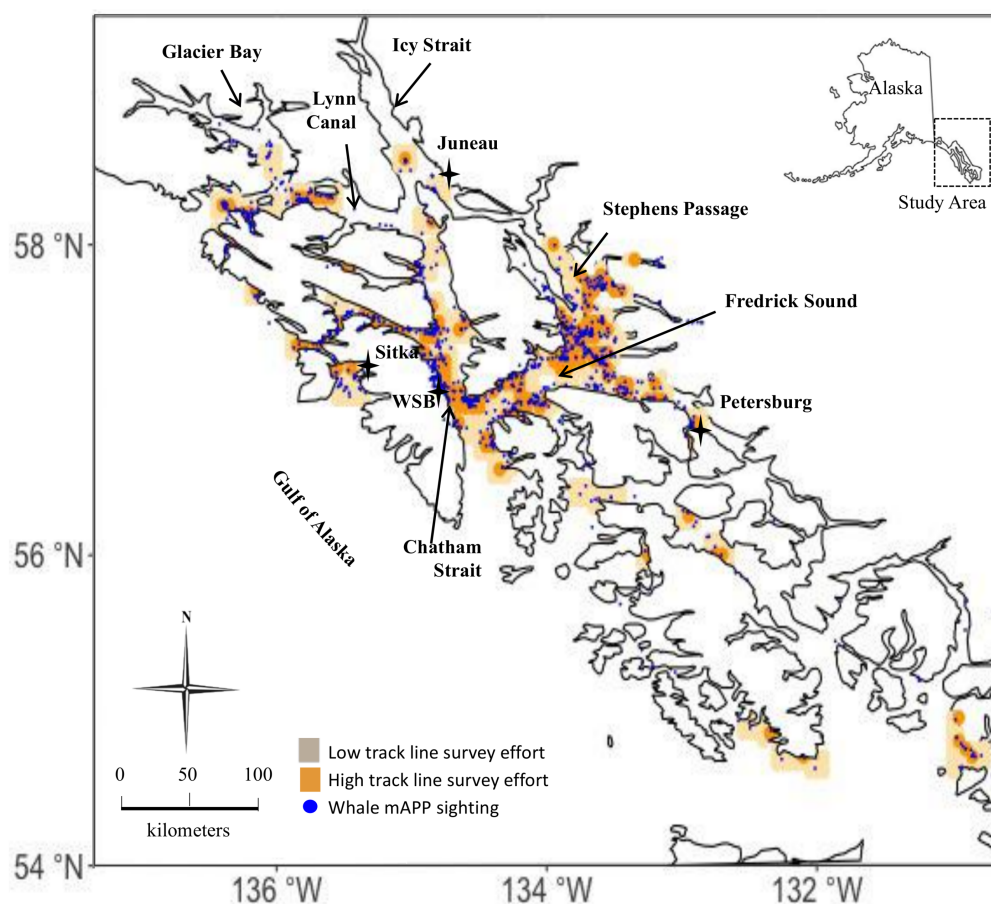 Icy Strait
Glacier Bay
Lynn
Canal
Juneau
Alaska
Study Area
Stephens Passage
58 °N
Fredrick Sound
Sitka
WSB
Petersburg
Gulf of Alaska
Chatham
Strait
56 °N
N
Low track line survey effort
High track line survey effort
Whale mAPP sighting
0 50 100
kilometers
54 °N
136 °W 134 °W 132 °W